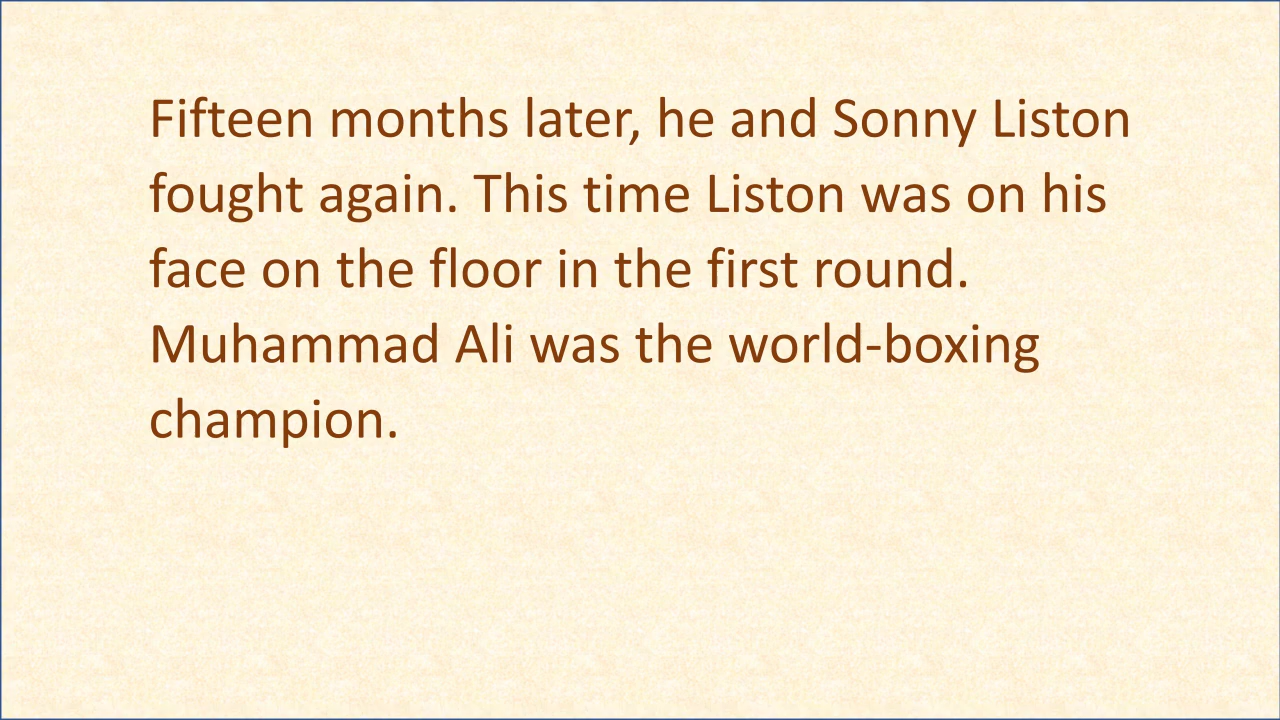 Fifteen months later, he and Sonny Liston
fought again. This time Liston was on his
face on the floor in the first round.
Muhammad Ali was the world-boxing
champion.